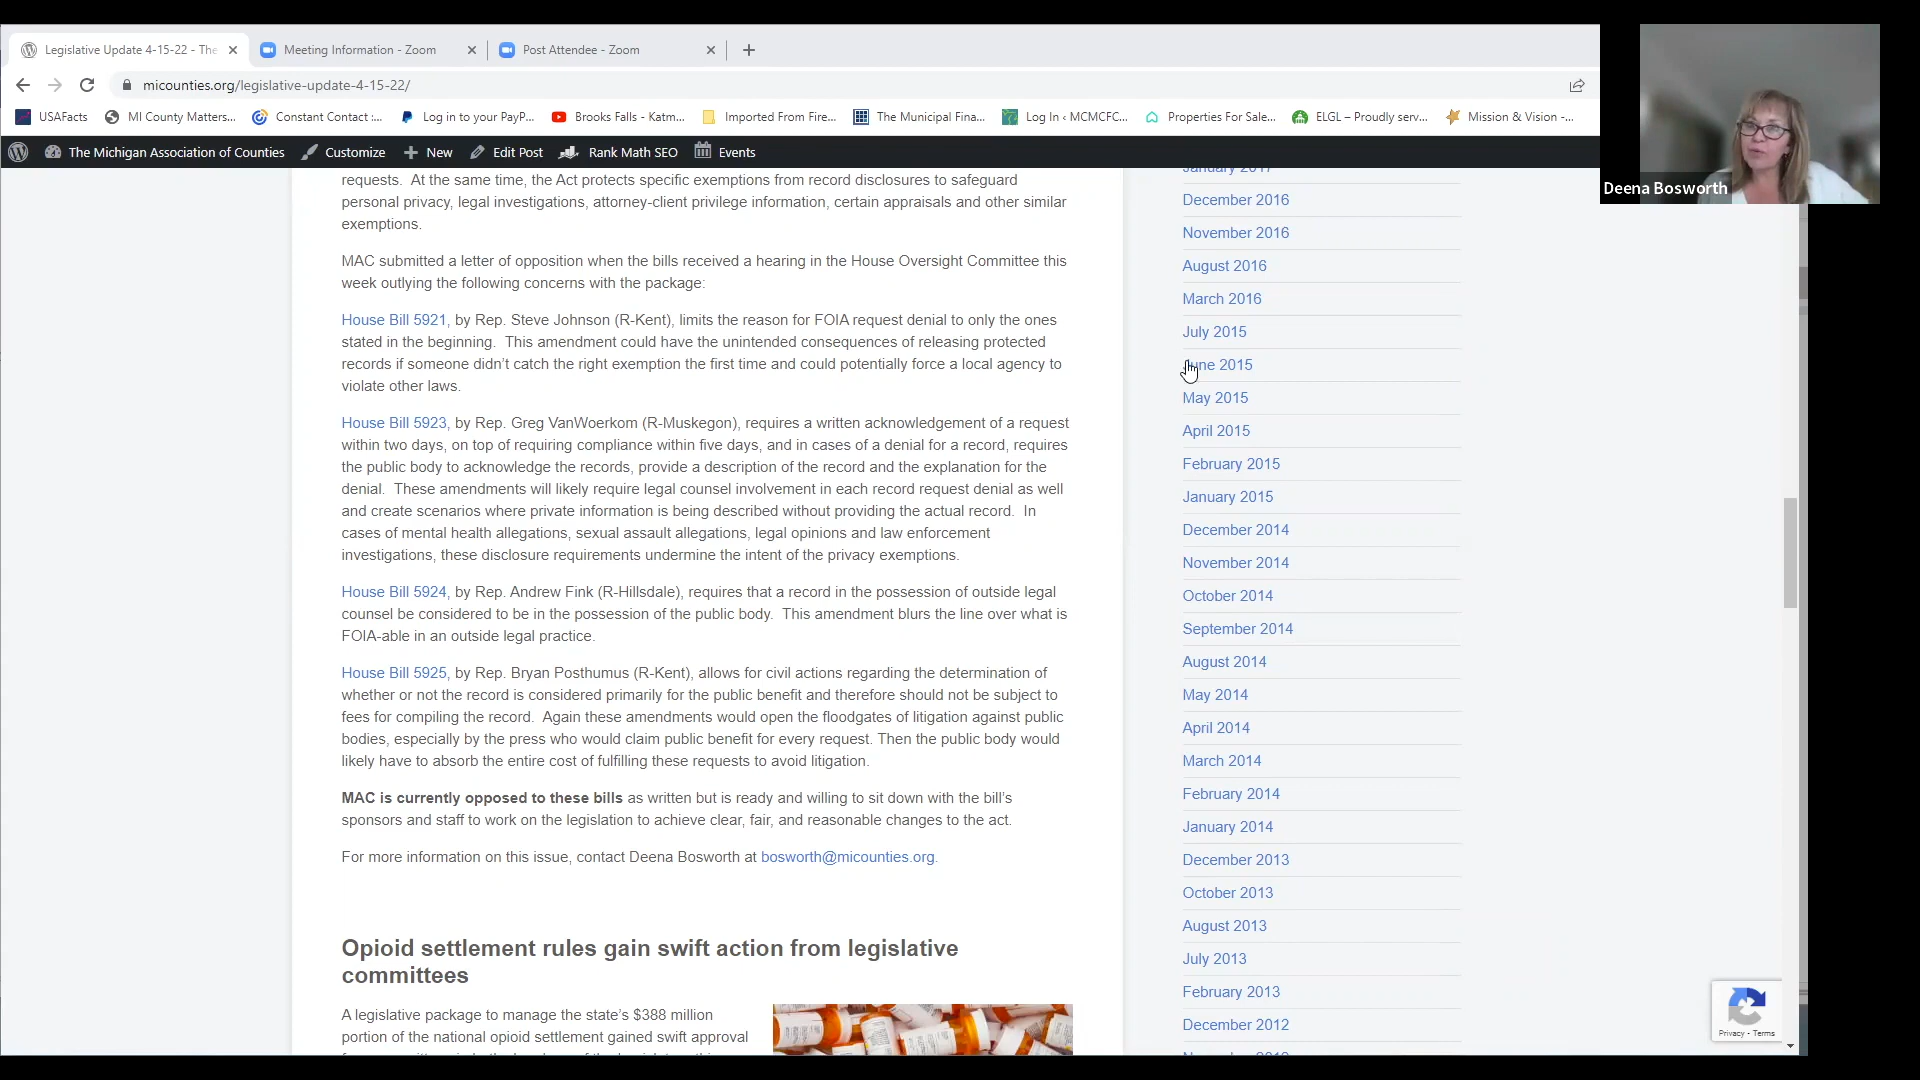 Legislative Update 4-15-22 - The
Meeting Information - Zoom
Post Attendee - Zoom
micounties.org/legislative-update-4-15-22/
USAFacts
MI County Matters...
Constant Contact :...
Log in to your PayP...
Brooks Falls - Katm...
Imported From Fire...
The Municipal Fina...
Log In ‹ MCMCFC...
Properties For Sale...
ELGL – Proudly serv...
Mission & Vision -...
The Michigan Association of Counties
Customize
New
Edit Post
Rank Math SEO
Events
Deena Bosworth
requests.  At the same time, the Act protects specific exemptions from record disclosures to safeguard
personal privacy, legal investigations, attorney-client privilege information, certain appraisals and other similar
exemptions.
MAC submitted a letter of opposition when the bills received a hearing in the House Oversight Committee this
week outlying the following concerns with the package:
House Bill 5921, by Rep. Steve Johnson (R-Kent), limits the reason for FOIA request denial to only the ones
stated in the beginning.  This amendment could have the unintended consequences of releasing protected
records if someone didn’t catch the right exemption the first time and could potentially force a local agency to
violate other laws.
House Bill 5923, by Rep. Greg VanWoerkom (R-Muskegon), requires a written acknowledgement of a request
within two days, on top of requiring compliance within five days, and in cases of a denial for a record, requires
the public body to acknowledge the records, provide a description of the record and the explanation for the
denial.  These amendments will likely require legal counsel involvement in each record request denial as well
and create scenarios where private information is being described without providing the actual record.  In
cases of mental health allegations, sexual assault allegations, legal opinions and law enforcement
investigations, these disclosure requirements undermine the intent of the privacy exemptions.
House Bill 5924, by Rep. Andrew Fink (R-Hillsdale), requires that a record in the possession of outside legal
counsel be considered to be in the possession of the public body.  This amendment blurs the line over what is
FOIA-able in an outside legal practice.
House Bill 5925, by Rep. Bryan Posthumus (R-Kent), allows for civil actions regarding the determination of
whether or not the record is considered primarily for the public benefit and therefore should not be subject to
fees for compiling the record.  Again these amendments would open the floodgates of litigation against public
bodies, especially by the press who would claim public benefit for every request. Then the public body would
likely have to absorb the entire cost of fulfilling these requests to avoid litigation.
MAC is currently opposed to these bills as written but is ready and willing to sit down with the bill’s
sponsors and staff to work on the legislation to achieve clear, fair, and reasonable changes to the act.
For more information on this issue, contact Deena Bosworth at bosworth@micounties.org.
Opioid settlement rules gain swift action from legislative
committees
A legislative package to manage the state’s $388 million
portion of the national opioid settlement gained swift approval
January 2017
December 2016
November 2016
August 2016
March 2016
July 2015
June 2015
May 2015
April 2015
February 2015
January 2015
December 2014
November 2014
October 2014
September 2014
August 2014
May 2014
April 2014
March 2014
February 2014
January 2014
December 2013
October 2013
August 2013
July 2013
February 2013
December 2012
Privacy - Terms